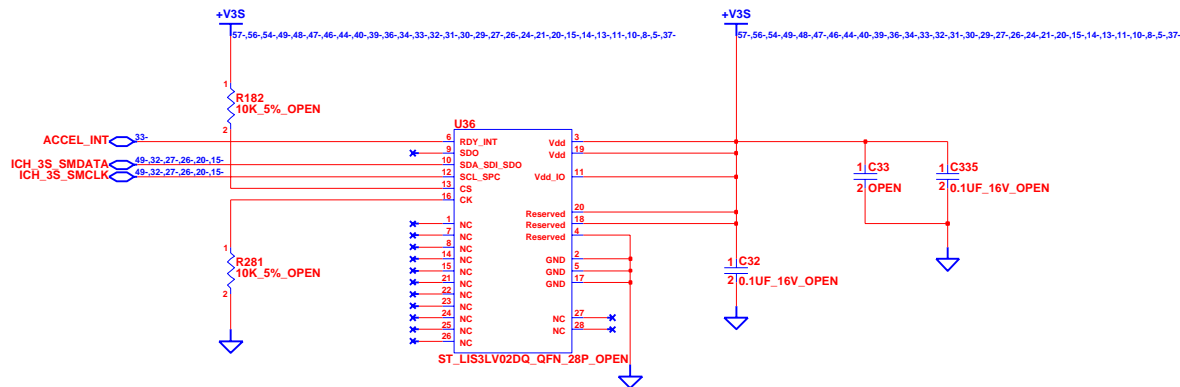 +V3S
57-,56-,54-,49-,48-,47-,46-,44-,40-,39-,36-,34-,33-,32-,31-,30-,29-,27-,26-,24-,21-,20-,15-,14-,13-,11-,10-,8-,5-,37-
+V3S
57-,56-,54-,49-,48-,47-,46-,44-,40-,39-,36-,34-,33-,32-,31-,30-,29-,27-,26-,24-,21-,20-,15-,14-,13-,11-,10-,8-,5-,37-
1
R182
10K_5%_OPEN
2
U36
ACCEL_INT 33-
6 RDY_INT
9 SDO
ICH_3S_SMDATA 49-,32-,27-,26-,20-,15-
10 SDA_SDI_SDO
ICH_3S_SMCLK 49-,32-,27-,26-,20-,15-
12 SCL_SPC
13 CS
16 CK
1 NC
7 NC
8 NC
14 NC
15 NC
21 NC
22 NC
23 NC
24 NC
25 NC
26 NC
Vdd 3
Vdd 19
Vdd_IO 11
Reserved 20
Reserved 18
Reserved 4
GND 2
GND 5
GND 17
NC 27
NC 28
ST_LIS3LV02DQ_QFN_28P_OPEN
1
R281
10K_5%_OPEN
2
1 C33
2 OPEN
1 C335
2 0.1UF_16V_OPEN
1 C32
2 0.1UF_16V_OPEN